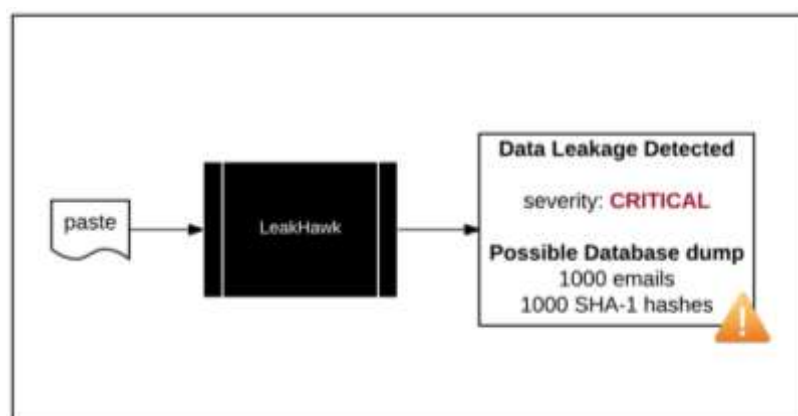 paste
LeakHawk
Data Leakage Detected
severity: CRITICAL
Possible Database dump
1000 emails
1000 SHA-1 hashes